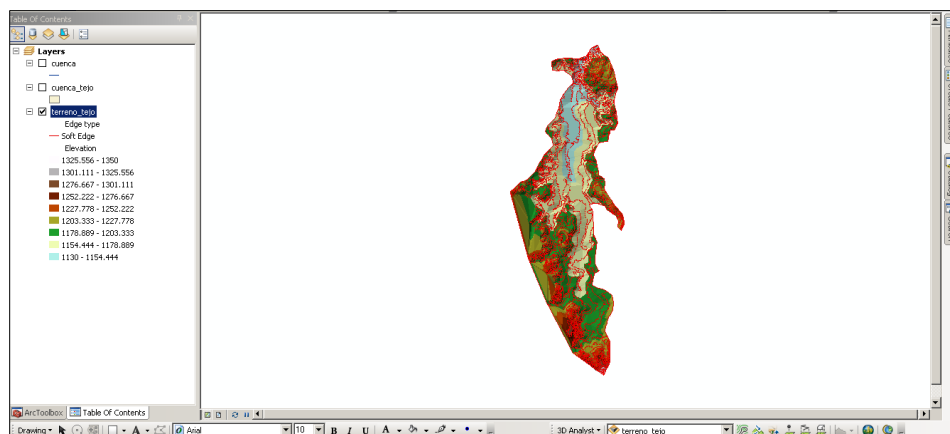 Table Of Contents
Layers
cuenca
cuenca_tejo
terreno_tejo
Edge type
Soft Edge
Elevation
1325.556 - 1350
1301.111 - 1325.556
1276.667 - 1301.111
1252.222 - 1276.667
1227.778 - 1252.222
1203.333 - 1227.778
1178.889 - 1203.333
1154.444 - 1178.889
1130 - 1154.444
ArcToolbox Table Of Contents
Drawing A Arial 10 B I U A 3D Analyst terreno_tejo